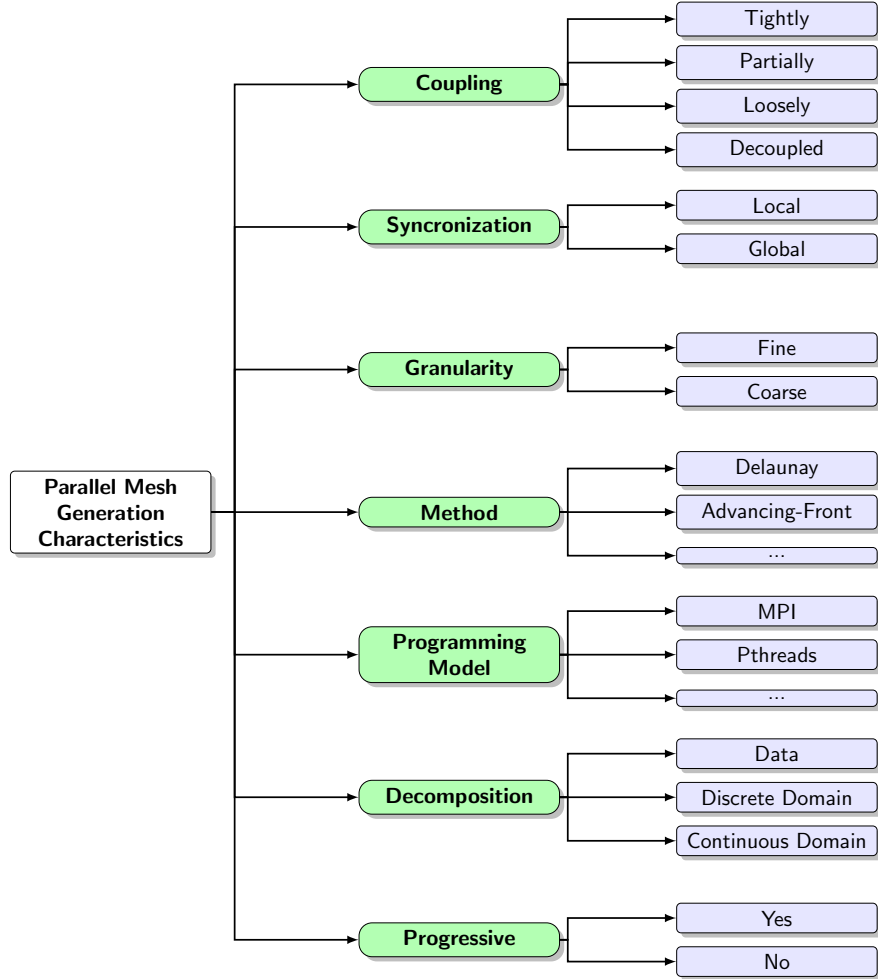 Parallel Mesh
Generation
Characteristics
Coupling
Tightly
Partially
Loosely
Decoupled
Syncronization
Local
Global
Granularity
Fine
Coarse
Method
Delaunay
Advancing-Front
...
Programming
Model
MPI
Pthreads
...
Decomposition
Data
Discrete Domain
Continuous Domain
Progressive
Yes
No